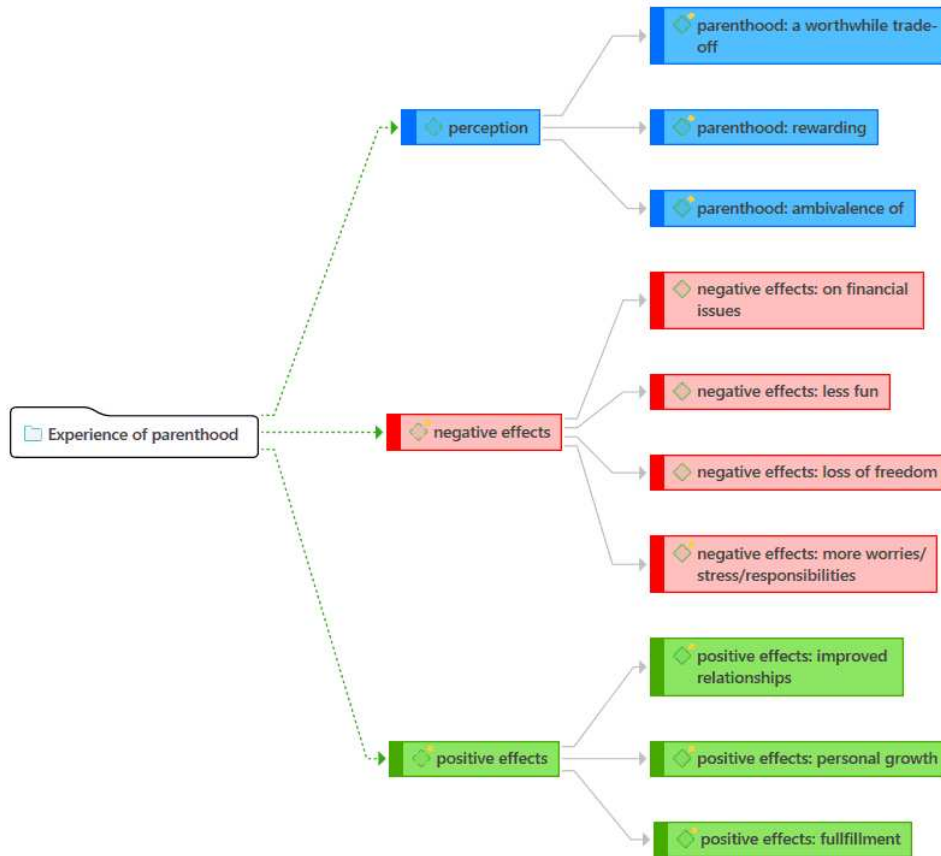 parenthood: a worthwhile trade-
off
perception
parenthood: rewarding
parenthood: ambivalence of
negative effects: on financial
issues
negative effects: less fun
Experience of parenthood
negative effects
negative effects: loss of freedom
negative effects: more worries/
stress/responsibilities
positive effects: improved
relationships
positive effects
positive effects: personal growth
positive effects: fullfillment